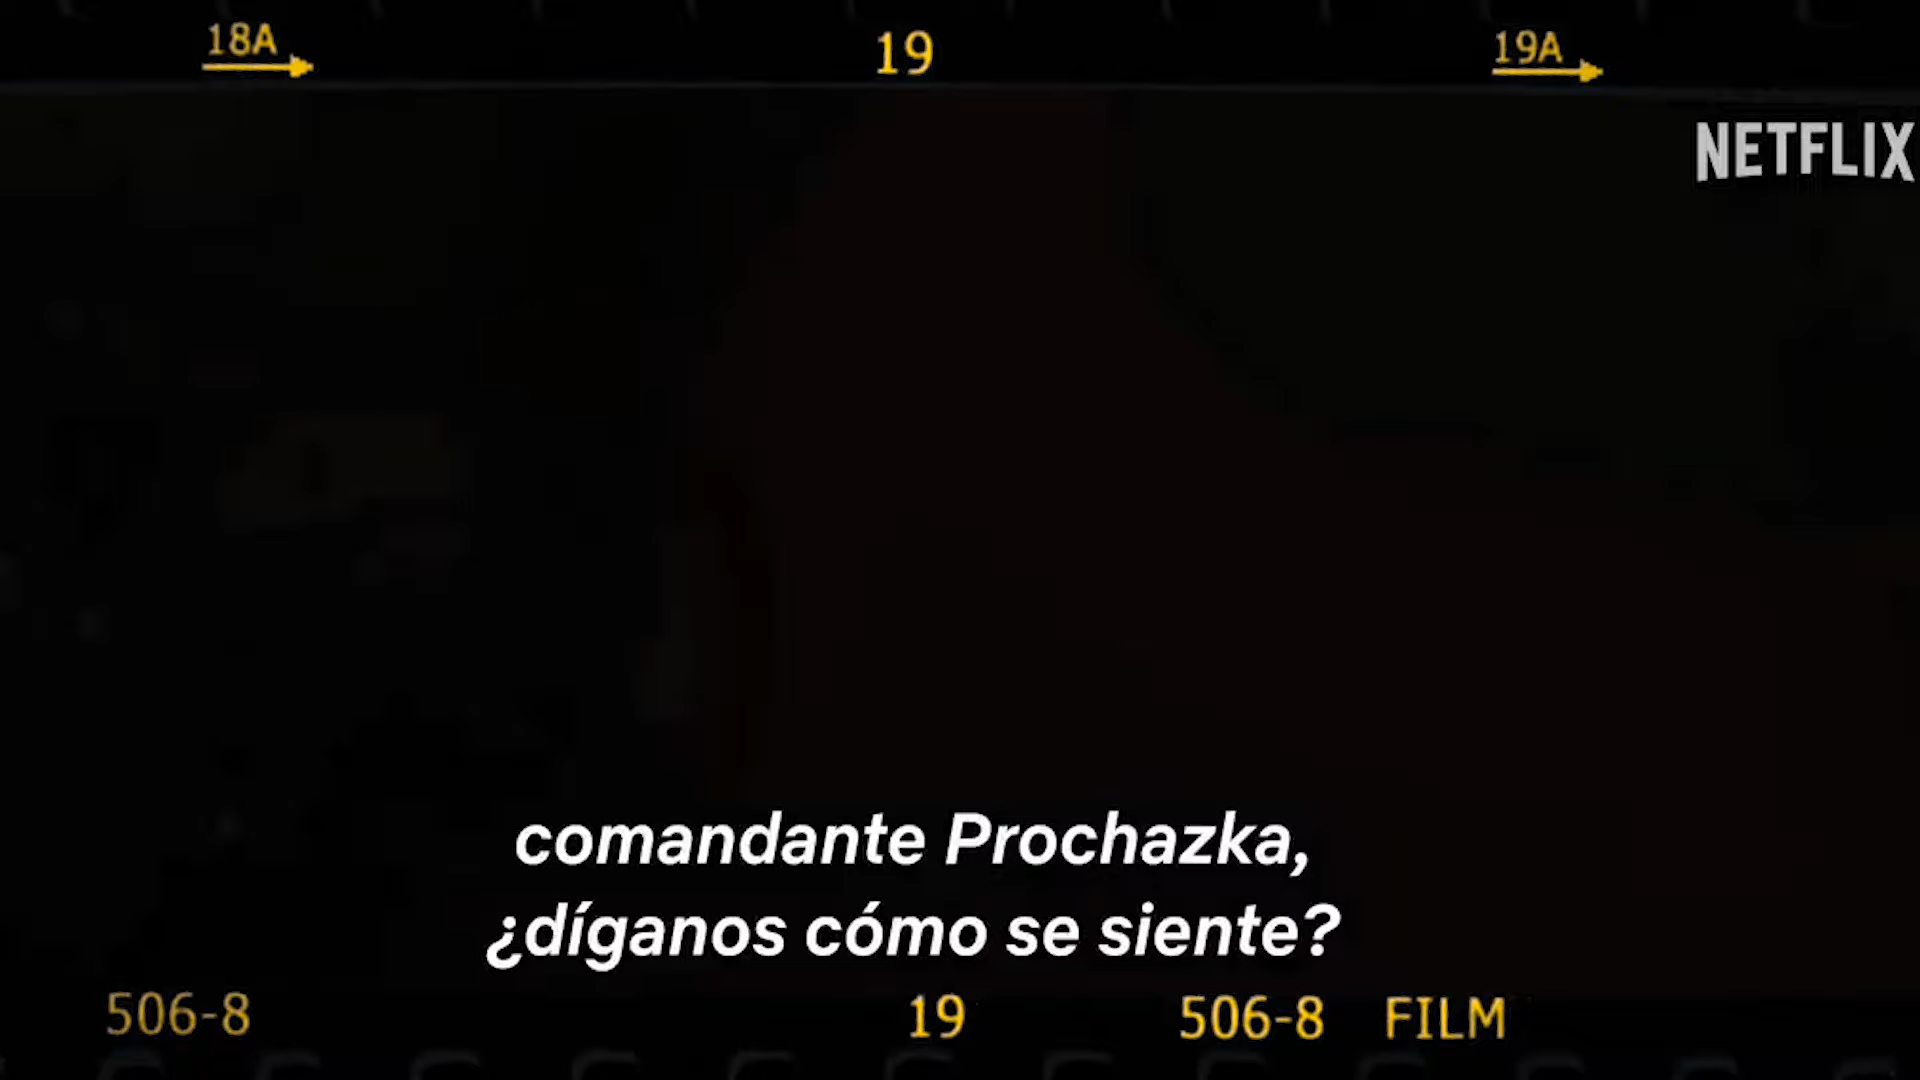 18A 19 19A
NETFLIX
comandante Prochazka,
¿díganos cómo se siente?
506-8 19 506-8 FILM